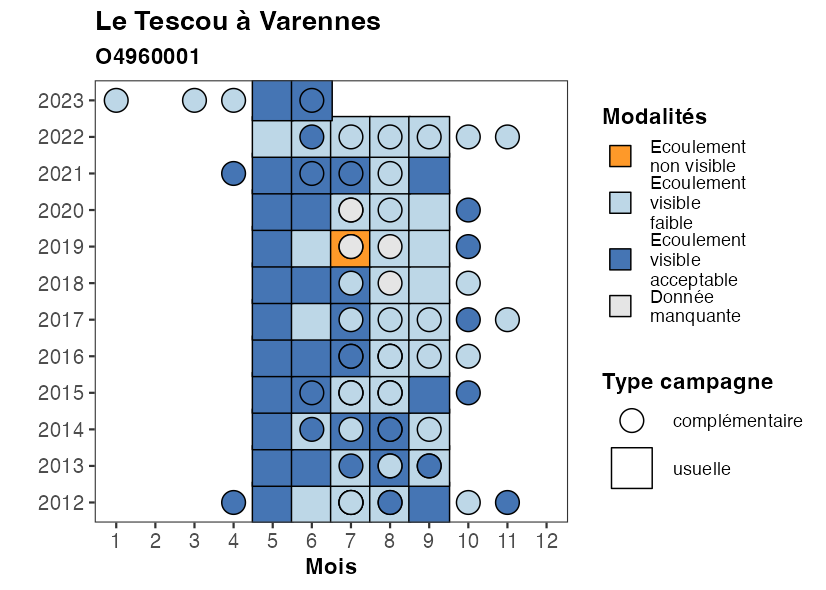 Le Tescou à Varennes
O4960001
2023
2022
2021
2020
2019
2018
2017
2016
2015
2014
2013
2012
1 2 3 4 5 6 7 8 9 10 11 12
Mois
Modalités
Ecoulement
non visible
Ecoulement
visible
faible
Ecoulement
visible
acceptable
Donnée
manquante
Type campagne
complémentaire
usuelle